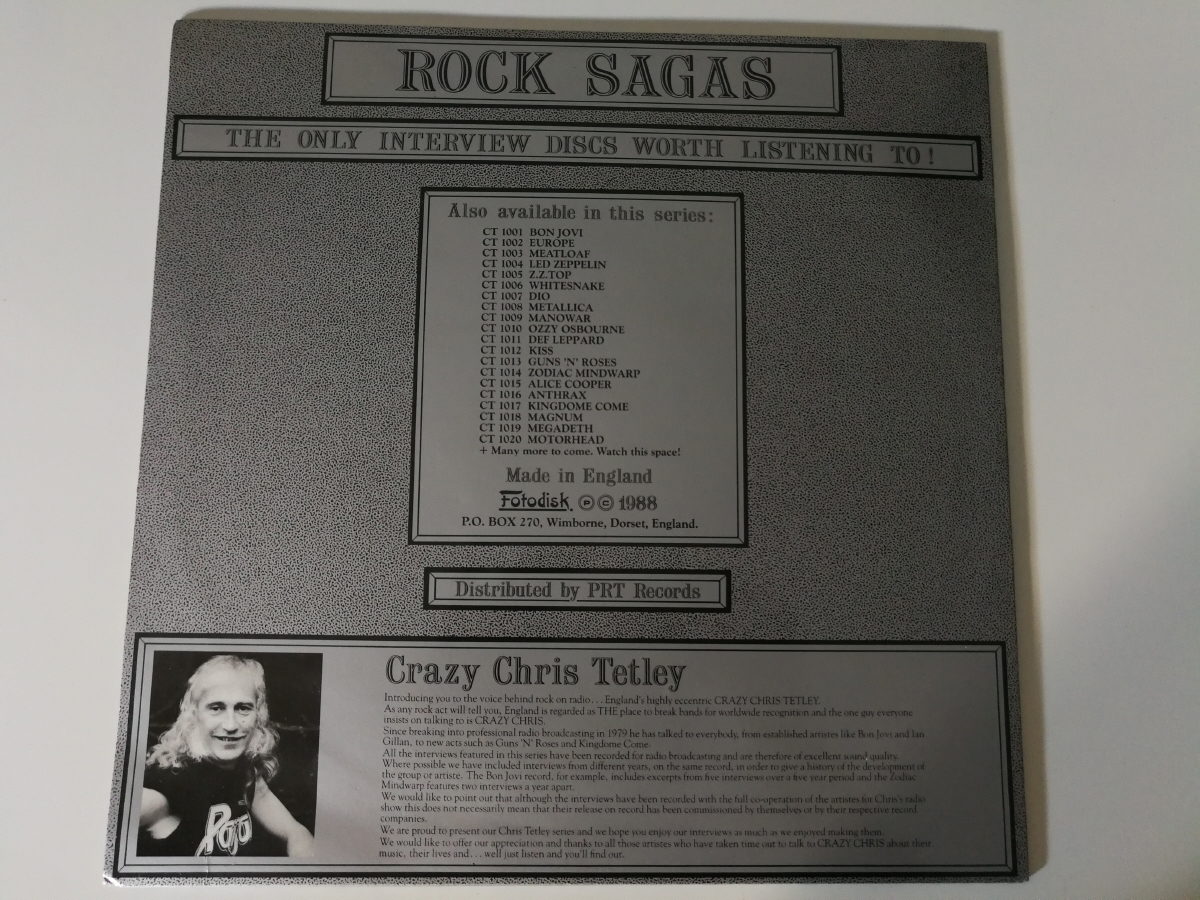 ROCK SAGAS
THE ONLY INTERVIEW DISCS WORTH LISTENING TO!
Also available in this series:
CT 1001 BON JOVI
CT 1002 EUROPE
CT 1003 MEATLOAF
CT 1004 LED ZEPPELIN
CT 1005 Z.Z.TOP
CT 1006 WHITESNAKE
CT 1007 DIO
CT 1008 METALLICA
CT 1009 MANOWAR
CT 1010 OZZY OSBOURNE
CT 1011 DEF LEPPARD
CT 1012 KISS
CT 1013 GUNS 'N' ROSES
CT 1014 ZODIAC MINDWARP
CT 1015 ALICE COOPER
CT 1016 ANTHRAX
CT 1017 KINGDOME COME
CT 1018 MAGNUM
CT 1019 MEGADETH
CT 1020 MOTORHEAD
+ Many more to come. Watch this space!
Made in England
Fotodisk ℗ © 1988
P.O. BOX 270, Wimborne, Dorset, England.
Distributed by PRT Records
Crazy Chris Tetley
Introducing you to the voice behind rock on radio... England's highly eccentric CRAZY CHRIS TETLEY.
As any rock act will tell you, England is regarded as THE place to break bands for worldwide recognition and the one guy everyone
insists on talking to is CRAZY CHRIS.
Since breaking into professional radio broadcasting in 1979 he has talked to everybody, from established artistes like Bon Jovi and Ian
Gillan, to new acts such as Guns 'N' Roses and Kingdome Come.
All the interviews featured in this series have been recorded for radio broadcasting and are therefore of excellent sound quality.
Where possible we have included interviews from different years, on the same record, in order to give a history of the development of
the group or artiste. The Bon Jovi record, for example, includes excerpts from five interviews over a five year period and the Zodiac
Mindwarp features two interviews a year apart.
We would like to point out that although the interviews have been recorded with the full co-operation of the artistes for Chris's radio
show this does not necessarily mean that their release on record has been commissioned by themselves or by their respective record
companies.
We are proud to present our Chris Tetley series and we hope you enjoy our interviews as much as we enjoyed making them.
We would like to offer our appreciation and thanks to all those artistes who have taken time out to talk to CRAZY CHRIS about their
music, their lives and... well just listen and you'll find out.